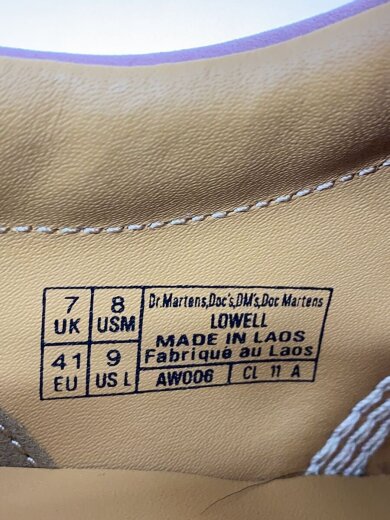 7 UK
8 USM
41 EU
9 US L
Dr.Martens,Doc's,DM's,Doc Martens
LOWELL
MADE IN LAOS
Fabriqué au Laos
AW006
CL 11 A